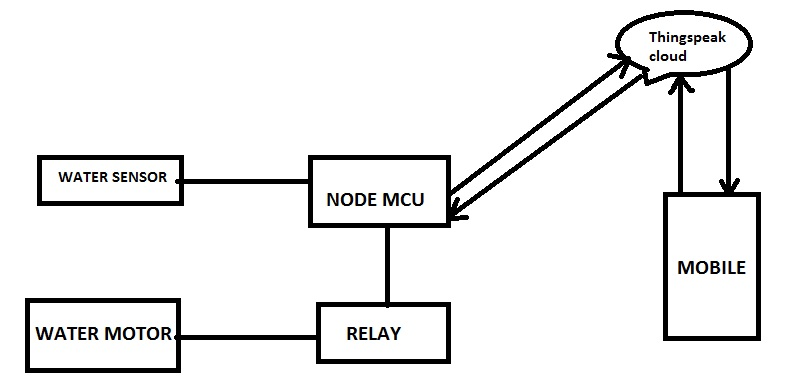 Thingspeak
cloud
WATER SENSOR
NODE MCU
MOBILE
WATER MOTOR
RELAY